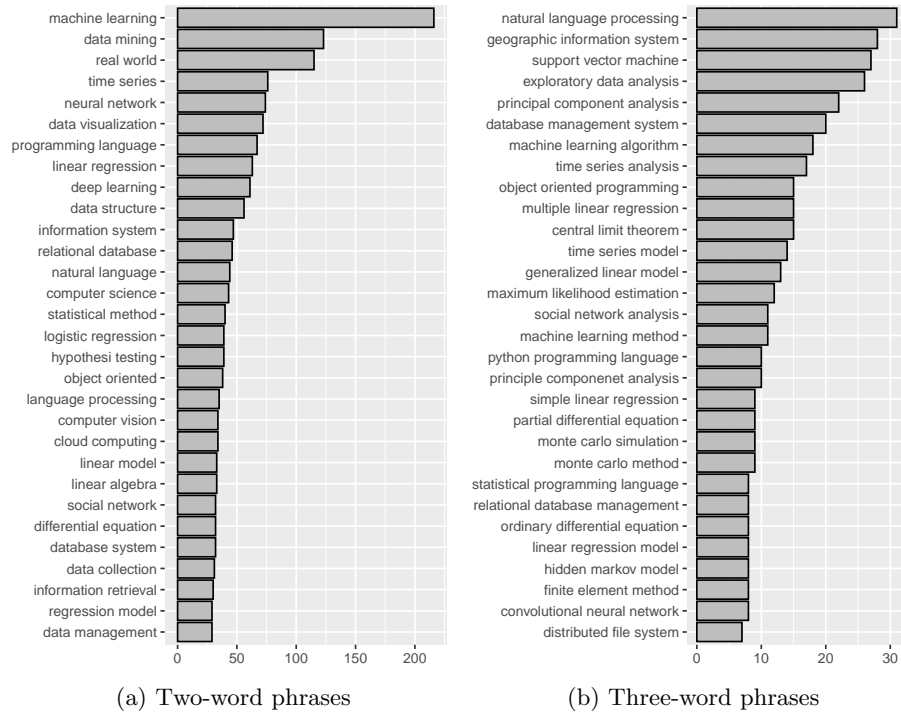 machine learning
data mining
real world
time series
neural network
data visualization
programming language
linear regression
deep learning
data structure
information system
relational database
natural language
computer science
statistical method
logistic regression
hypothesi testing
object oriented
language processing
computer vision
cloud computing
linear model
linear algebra
social network
differential equation
database system
data collection
information retrieval
regression model
data management
0 50 100 150 200
(a) Two-word phrases
natural language processing
geographic information system
support vector machine
exploratory data analysis
principal component analysis
database management system
machine learning algorithm
time series analysis
object oriented programming
multiple linear regression
central limit theorem
time series model
generalized linear model
maximum likelihood estimation
social network analysis
machine learning method
python programming language
principle componenet analysis
simple linear regression
partial differential equation
monte carlo simulation
monte carlo method
statistical programming language
relational database management
ordinary differential equation
linear regression model
hidden markov model
finite element method
convolutional neural network
distributed file system
0 10 20 30
(b) Three-word phrases